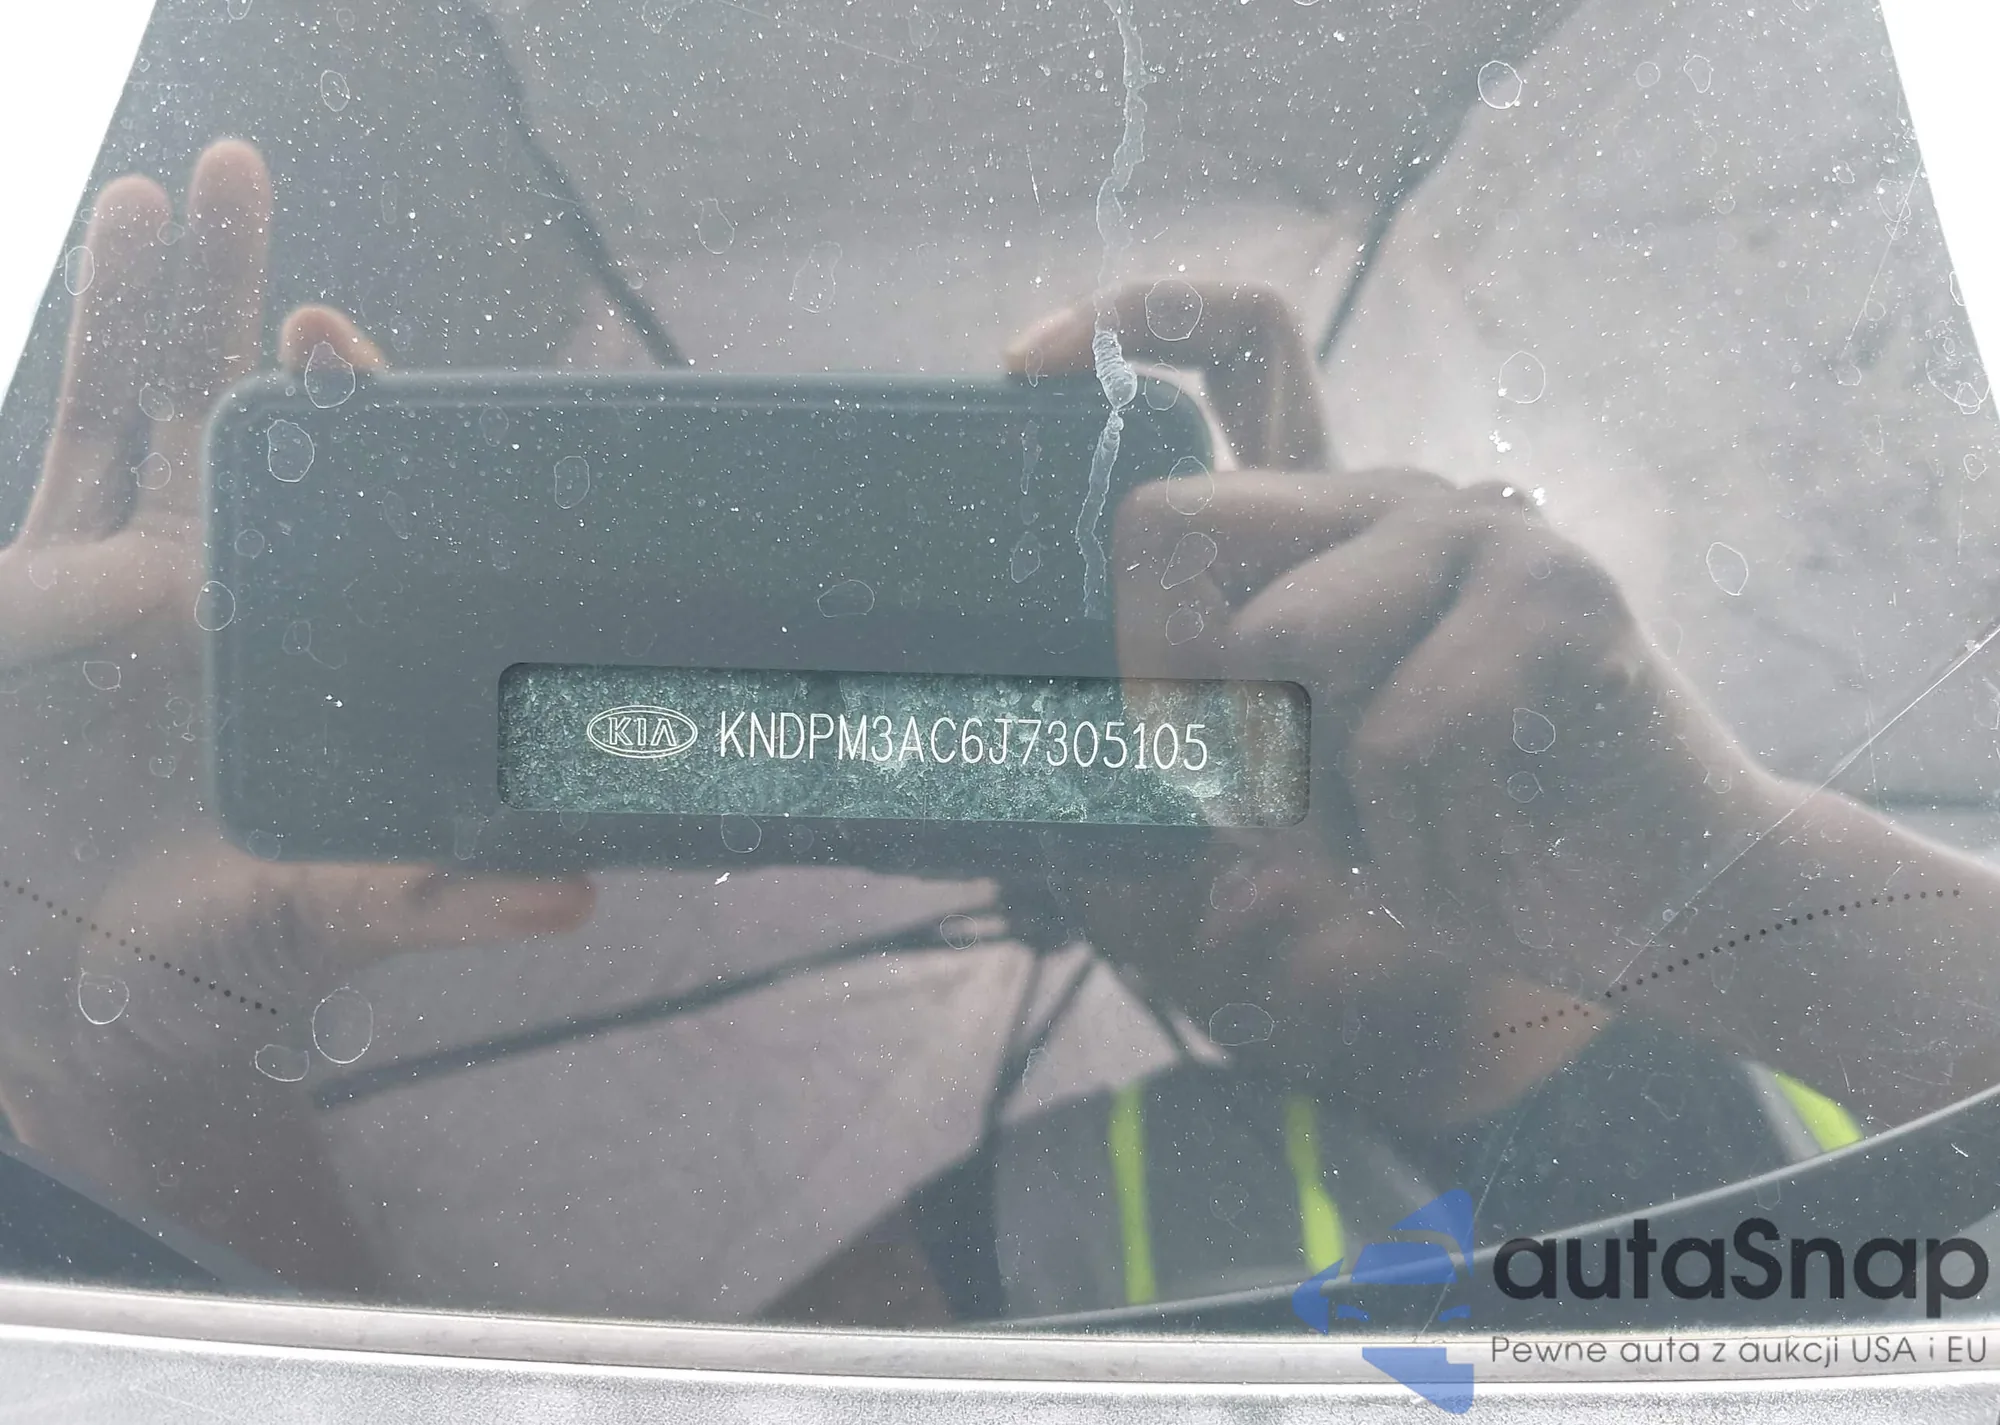 KIA KNDPM3AC6J7305105
autaSnap
Pewne auta z aukcji USA i EU